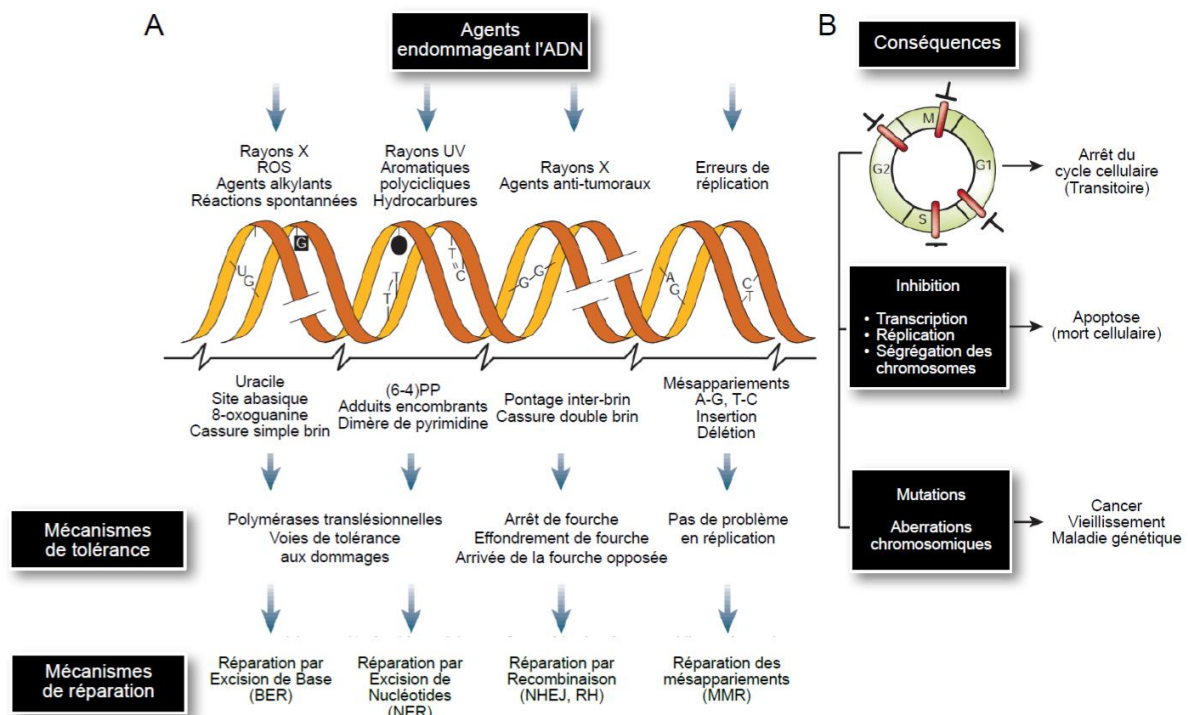 A
Agents
endommageant l'ADN
Rayons X
ROS
Agents alkylants
Réactions spontannées
Rayons UV
Aromatiques
polycicliques
Hydrocarbures
Rayons X
Agents anti-tumoraux
Erreurs de
réplication
U
G
G
T
T
T
C
G
G
A
G
C
T
Uracile
Site abasique
8-oxoguanine
Cassure simple brin
(6-4)PP
Adduits encombrants
Dimère de pyrimidine
Pontage inter-brin
Cassure double brin
Mésappariements
A-G, T-C
Insertion
Délétion
Mécanismes
de tolérance
Polymérases translésionnelles
Voies de tolérance
aux dommages
Arrêt de fourche
Effondrement de fourche
Arrivée de la fourche opposée
Pas de problème
en réplication
Mécanismes
de réparation
Réparation par
Excision de Base
(BER)
Réparation par
Excision de
Nucléotides
(NER)
Réparation par
Recombinaison
(NHEJ, RH)
Réparation des
mésappariements
(MMR)
B
Conséquences
M
G2
G1
S
Arrêt du
cycle cellulaire
(Transitoire)
Inhibition
• Transcription
• Réplication
• Ségrégation des
chromosomes
Apoptose
(mort cellulaire)
Mutations
Aberrations
chromosomiques
Cancer
Vieillissement
Maladie génétique